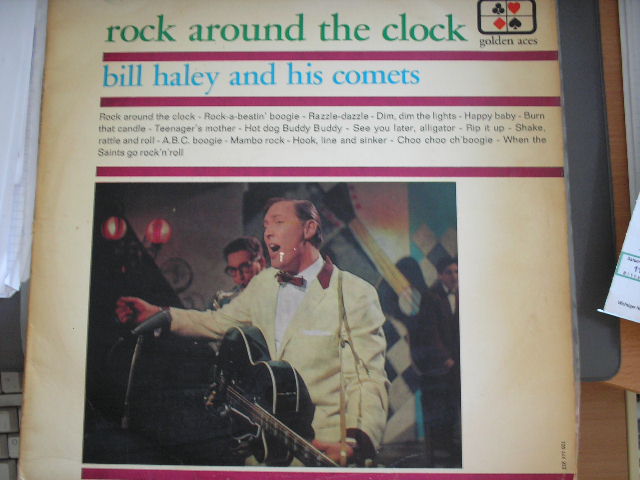 rock around the clock
golden aces
bill haley and his comets
Rock around the clock - Rock-a-beatin' boogie - Razzle-dazzle - Dim, dim the lights - Happy baby - Burn
that candle - Teenager's mother - Hot dog Buddy Buddy - See you later, alligator - Rip it up - Shake,
rattle and roll - A.B.C. boogie - Mambo rock - Hook, line and sinker - Choo choo ch'boogie - When the
Saints go rock'n'roll